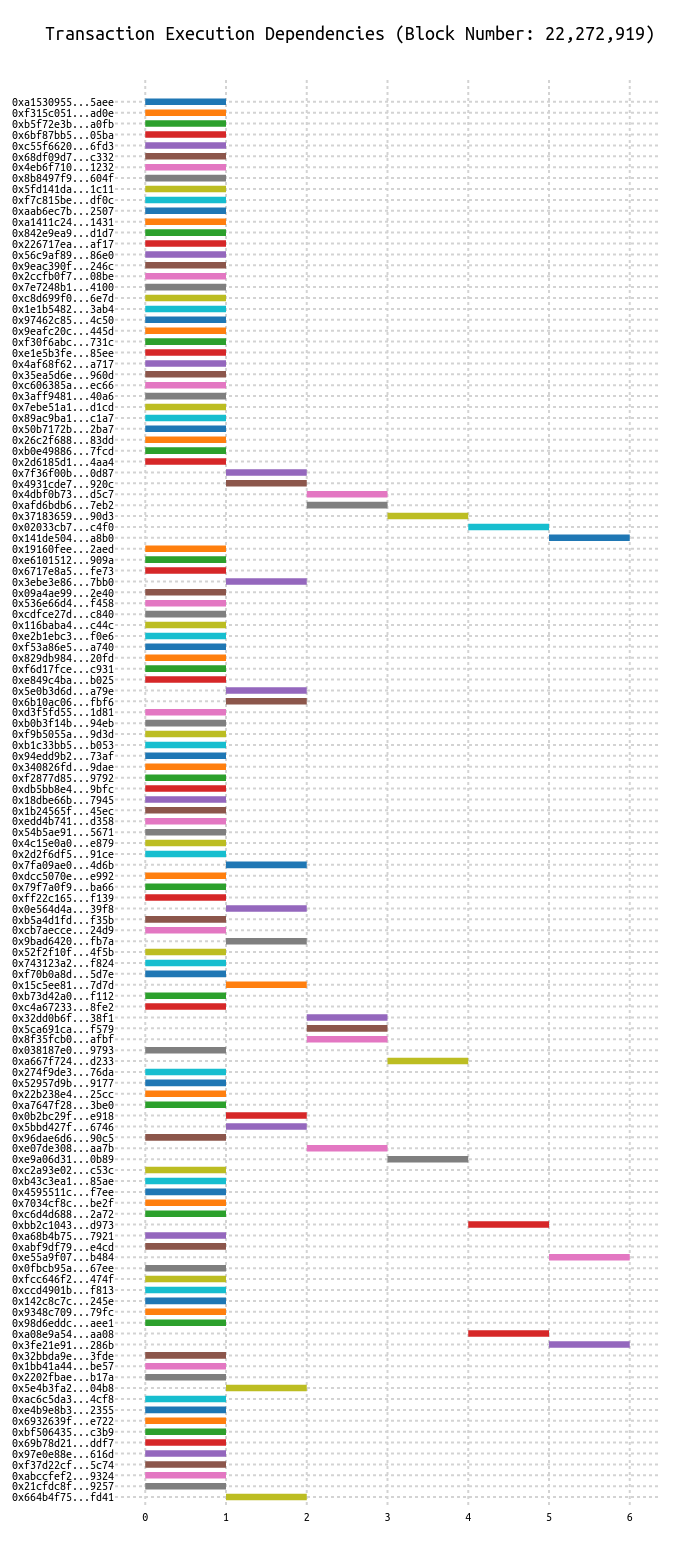 Transaction Execution Dependencies (Block Number: 22,272,919)
0xa1530955...5aee
0xf315c051...ad0e
0xb5f72e3b...a0fb
0x6bf87bb5...05ba
0xc55f6620...6fd3
0x68df09d7...c332
0x4eb6f710...1232
0x8b8497f9...604f
0x5fd141da...1c11
0xf7c815be...df0c
0xaab6ec7b...2507
0xa1411c24...1431
0x842e9ea9...d1d7
0x226717ea...af17
0x56c9af89...86e0
0x9eac390f...246c
0x2ccfb0f7...08be
0x7e7248b1...4100
0xc8d699f0...6e7d
0x1e1b5482...3ab4
0x97462c85...4c50
0x9eafc20c...445d
0xf30f6abc...731c
0xe1e5b3fe...85ee
0x4af68f62...a717
0x35ea5d6e...960d
0xc606385a...ec66
0x3aff9481...40a6
0x7ebe51a1...d1cd
0x89ac9ba1...c1a7
0x50b7172b...2ba7
0x26c2f688...83dd
0xb0e49886...7fcd
0x2d6185d1...4aa4
0x7f36f00b...0d87
0x4931cde7...920c
0x4dbf0b73...d5c7
0xafd6bdb6...7eb2
0x37183659...90d3
0x02033cb7...c4f0
0x141de504...a8b0
0x19160fee...2aed
0xe6101512...909a
0x6717e8a5...fe73
0x3ebe3e86...7bb0
0x09a4ae99...2e40
0x536e66d4...f458
0xcdfce27d...c840
0x116baba4...c44c
0xe2b1ebc3...f0e6
0xf53a86e5...a740
0x829db984...20fd
0xf6d17fce...c931
0xe849c4ba...b025
0x5e0b3d6d...a79e
0x6b10ac06...fbf6
0xd3f5fd55...1d81
0xb0b3f14b...94eb
0xf9b5055a...9d3d
0xb1c33bb5...b053
0x94edd9b2...73af
0x340826fd...9dae
0xf2877d85...9792
0xdb5bb8e4...9bfc
0x18dbe66b...7945
0x1b24565f...45ec
0xedd4b741...d358
0x54b5ae91...5671
0x4c15e0a0...e879
0x2d2f6df5...91ce
0x7fa09ae0...4d6b
0xdcc5070e...e992
0x79f7a0f9...ba66
0xff22c165...f139
0x0e564d4a...39f8
0xb5a4d1fd...f35b
0xcb7aecce...24d9
0x9bad6420...fb7a
0x52f2f10f...4f5b
0x743123a2...f824
0xf70b0a8d...5d7e
0x15c5ee81...7d7d
0xb73d42a0...f112
0xc4a67233...8fe2
0x32dd0b6f...38f1
0x5ca691ca...f579
0x8f35fcb0...afbf
0x038187e0...9793
0xa667f724...d233
0x274f9de3...76da
0x52957d9b...9177
0x22b238e4...25cc
0xa7647f28...3be0
0x0b2bc29f...e918
0x5bbd427f...6746
0x96dae6d6...90c5
0xe07de308...aa7b
0xe9a06d31...0b89
0xc2a93e02...c53c
0xb43c3ea1...85ae
0x4595511c...f7ee
0x7034cf8c...be2f
0xc6d4d688...2a72
0xbb2c1043...d973
0xa68b4b75...7921
0xabf9df79...e4cd
0xe55a9f07...b484
0x0fbcb95a...67ee
0xfcc646f2...474f
0xccd4901b...f813
0x142c8c7c...245e
0x9348c709...79fc
0x98d6eddc...aee1
0xa08e9a54...aa08
0x3fe21e91...286b
0x32bbda9e...3fde
0x1bb41a44...be57
0x2202fbae...b17a
0x5e4b3fa2...04b8
0xac6c5da3...4cf8
0xe4b9e8b3...2355
0x6932639f...e722
0xbf506435...c3b9
0x69b78d21...ddf7
0x97e0e88e...616d
0xf37d22cf...5c74
0xabccfef2...9324
0x21cfdc8f...9257
0x664b4f75...fd41
0 1 2 3 4 5 6